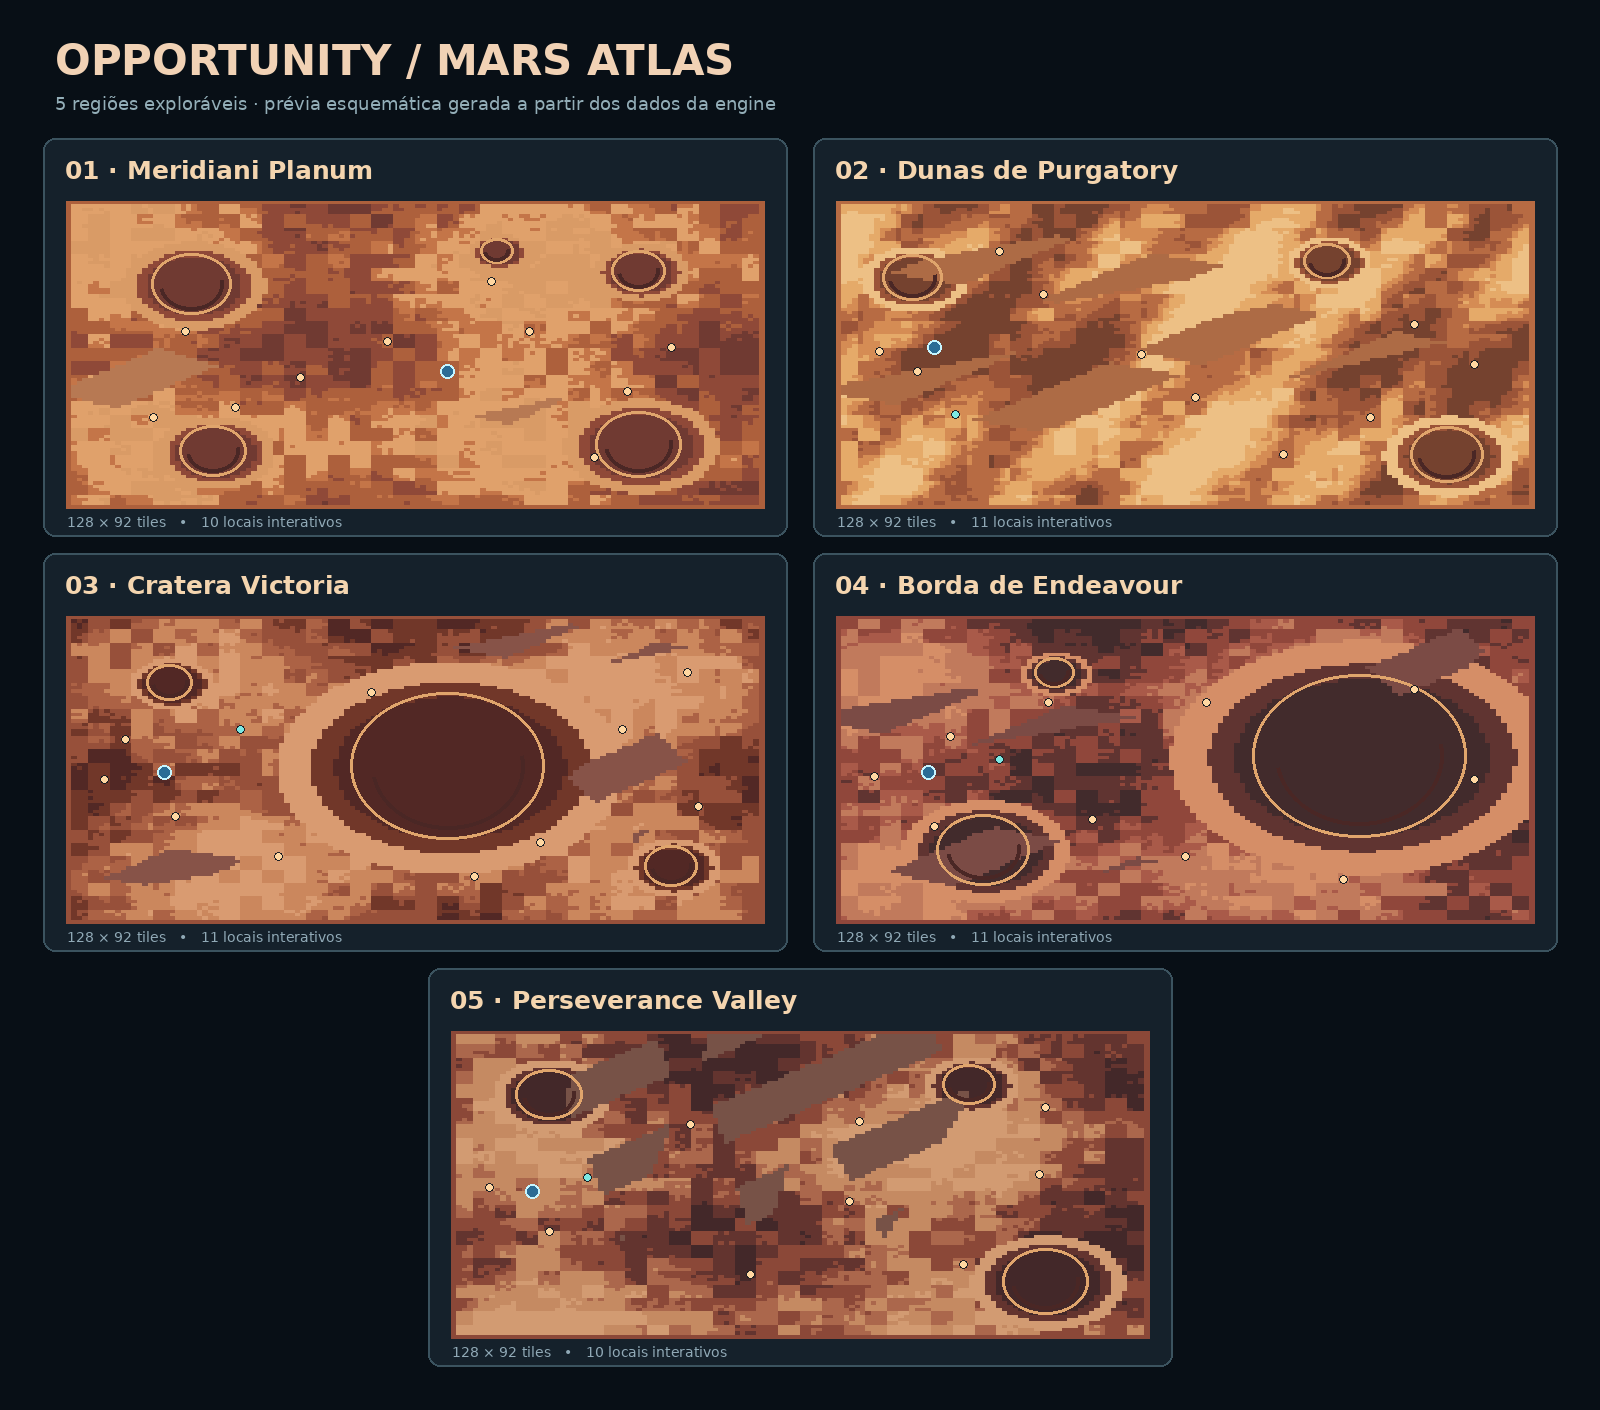 OPPORTUNITY / MARS ATLAS
5 regiões exploráveis · prévia esquemática gerada a partir dos dados da engine
01 · Meridiani Planum
128 × 92 tiles • 10 locais interativos
02 · Dunas de Purgatory
128 × 92 tiles • 11 locais interativos
03 · Cratera Victoria
128 × 92 tiles • 11 locais interativos
04 · Borda de Endeavour
128 × 92 tiles • 11 locais interativos
05 · Perseverance Valley
128 × 92 tiles • 10 locais interativos